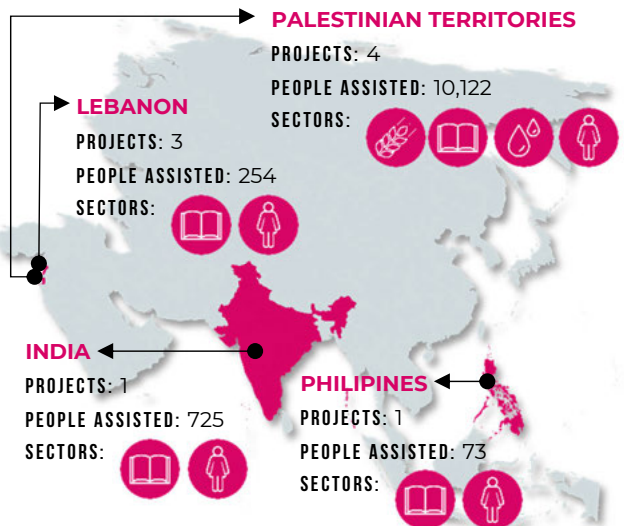 PALESTINIAN TERRITORIES
PROJECTS: 4
PEOPLE ASSISTED: 10,122
SECTORS:
LEBANON
PROJECTS: 3
PEOPLE ASSISTED: 254
SECTORS:
INDIA
PROJECTS: 1
PEOPLE ASSISTED: 725
SECTORS:
PHILIPINES
PROJECTS: 1
PEOPLE ASSISTED: 73
SECTORS: